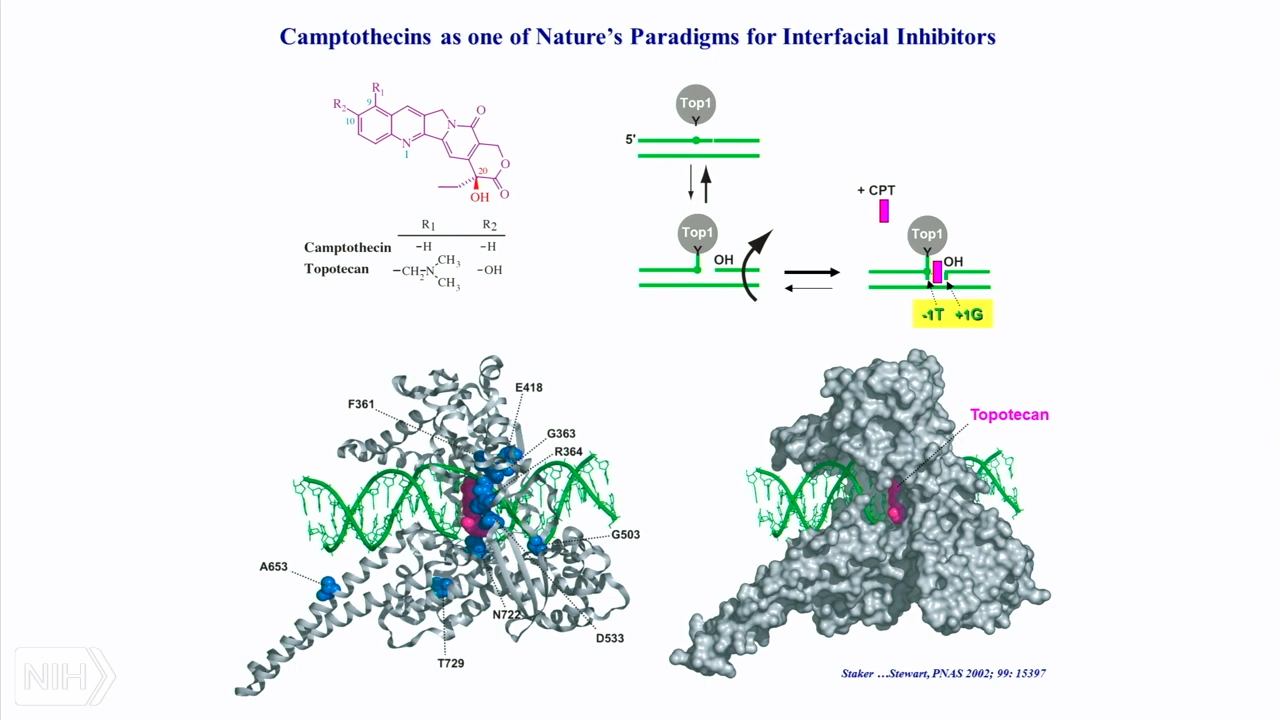 Camptothecins as one of Nature's Paradigms for Interfacial Inhibitors
R1
R2
9
10
N
1
N
O
O
O
20
OH
R1 R2
Camptothecin -H -H
Topotecan -CH2-N CH3 CH3 -OH
Top1
Y
5'
Top1
Y
OH
+ CPT
Top1
Y
OH
-1T +1G
F361
E418
G363
R364
G503
A653
N722
D533
T729
Topotecan
Staker ...Stewart, PNAS 2002; 99: 15397
NIH